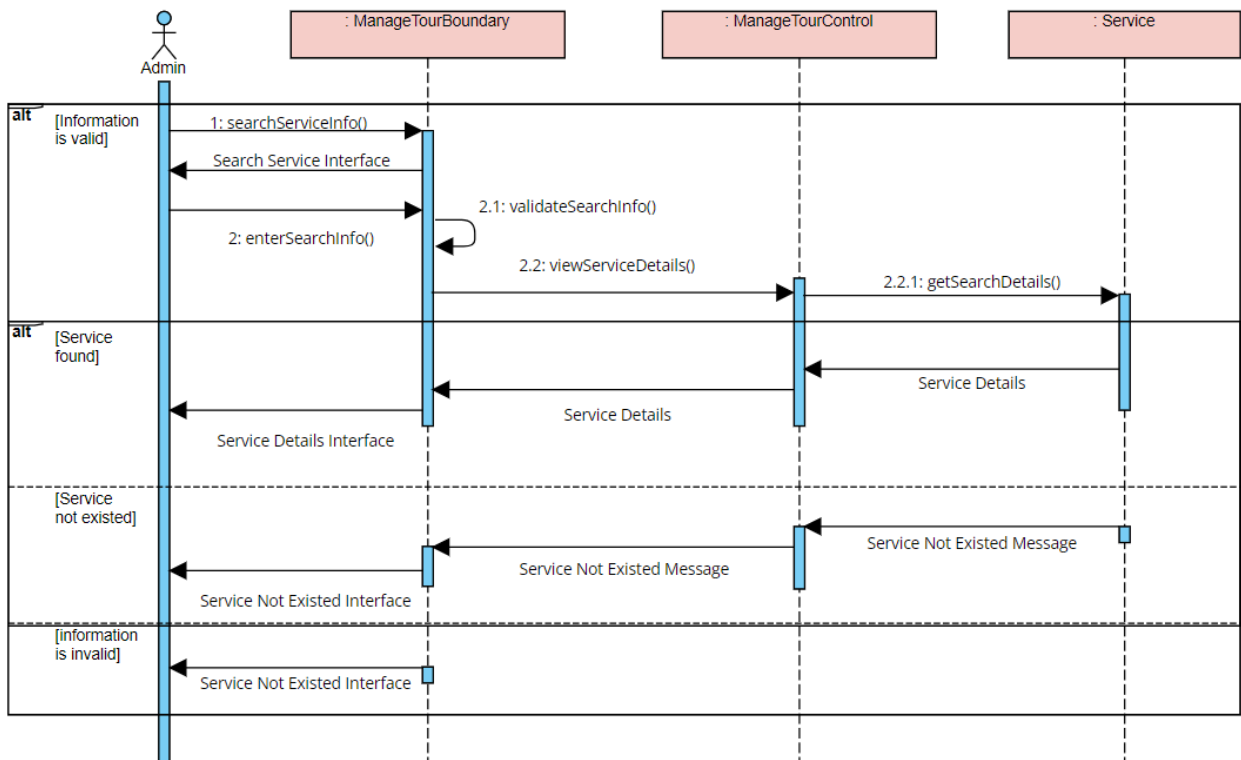 : ManageTourBoundary
: ManageTourControl
: Service
Admin
alt
[Information
is valid]
1: searchServiceInfo()
Search Service Interface
2.1: validateSearchInfo()
2: enterSearchInfo()
2.2: viewServiceDetails()
2.2.1: getSearchDetails()
alt
[Service
found]
Service Details
Service Details
Service Details Interface
[Service
not existed]
Service Not Existed Message
Service Not Existed Message
Service Not Existed Interface
[information
is invalid]
Service Not Existed Interface